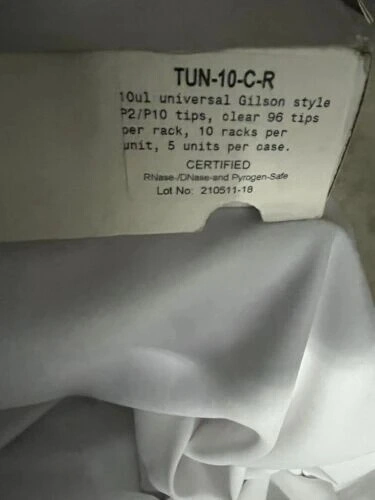 TUN-10-C-R
10ul universal Gilson style
P2/P10 tips, clear 96 tips
per rack, 10 racks per
unit, 5 units per case.
CERTIFIED
RNase-/DNase-and Pyrogen-Safe
Lot No: 210511-18